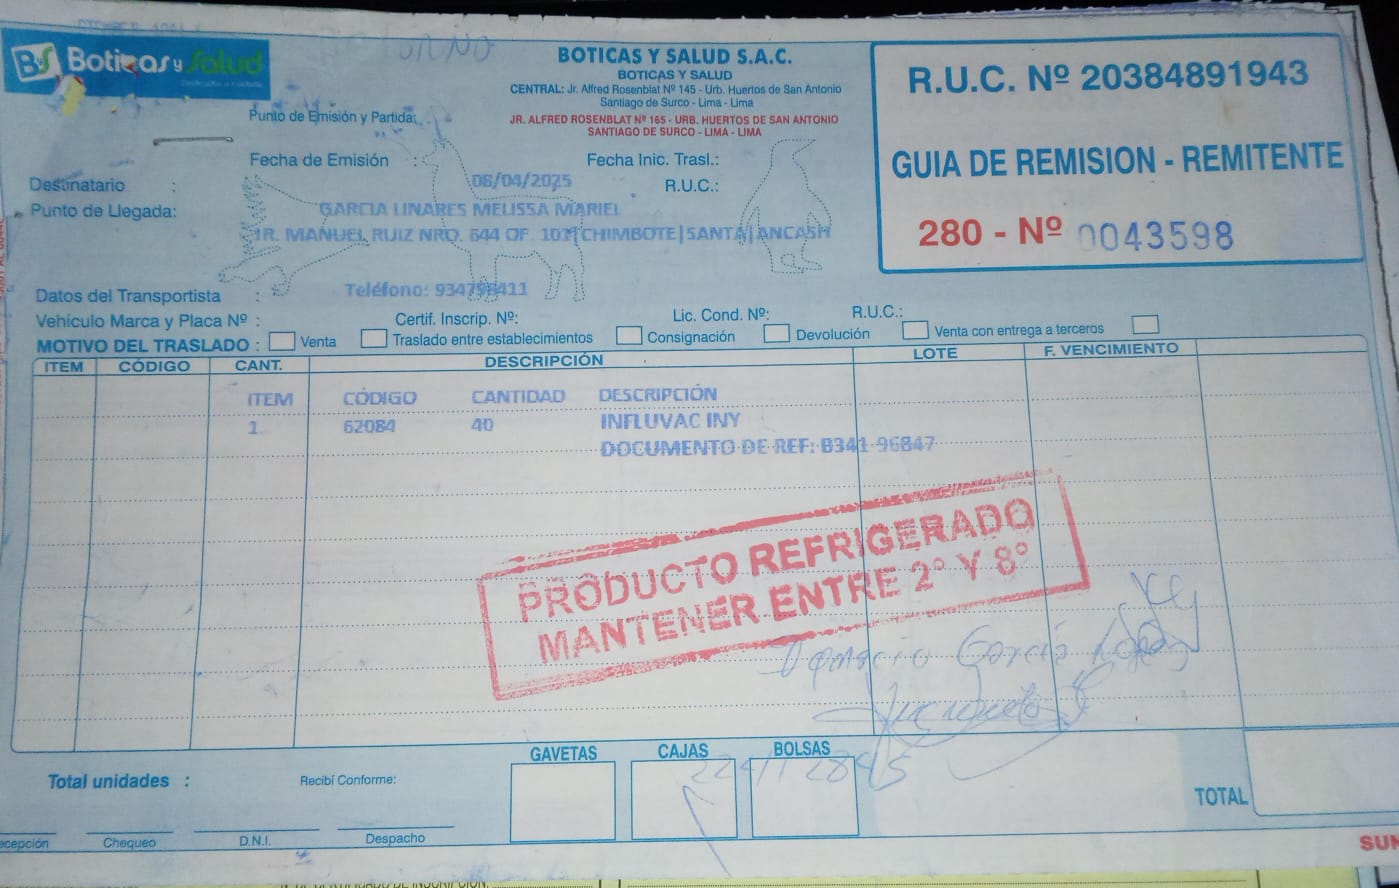 Boticas y Salud
BOTICAS Y SALUD S.A.C.
BOTICAS Y SALUD
CENTRAL: Jr. Alfred Rosenblat Nº 145 - Urb. Huertos de San Antonio
Santiago de Surco - Lima - Lima
JR. ALFRED ROSENBLAT Nº 165 - URB. HUERTOS DE SAN ANTONIO
SANTIAGO DE SURCO - LIMA - LIMA
R.U.C. Nº 20384891943
GUIA DE REMISION - REMITENTE
280 - Nº 0043598
Punto de Emisión y Partida:
Fecha de Emisión : 08/04/2025 Fecha Inic. Trasl.:
Destinatario : R.U.C.:
Punto de Llegada: GARCIA LINARES MELISSA MARIEL
JR. MANUEL RUIZ NRO. 644 OF. 101|CHIMBOTE|SANTA|ANCASH
Datos del Transportista : Teléfono: 934798411
Vehículo Marca y Placa Nº : Certif. Inscrip. Nº: Lic. Cond. Nº: R.U.C.:
MOTIVO DEL TRASLADO : Venta Traslado entre establecimientos Consignación Devolución Venta con entrega a terceros
ITEM CÓDIGO CANT. DESCRIPCIÓN LOTE F. VENCIMIENTO
ITEM CÓDIGO CANTIDAD DESCRIPCIÓN
1 62084 40 INFLUVAC INY
DOCUMENTO DE REF: B341-96847
PRODUCTO REFRIGERADO
MANTENER ENTRE 2° Y 8°
Ignacio García López
GAVETAS CAJAS BOLSAS
Total unidades : Recibí Conforme:
TOTAL
Chequeo D.N.I. Despacho